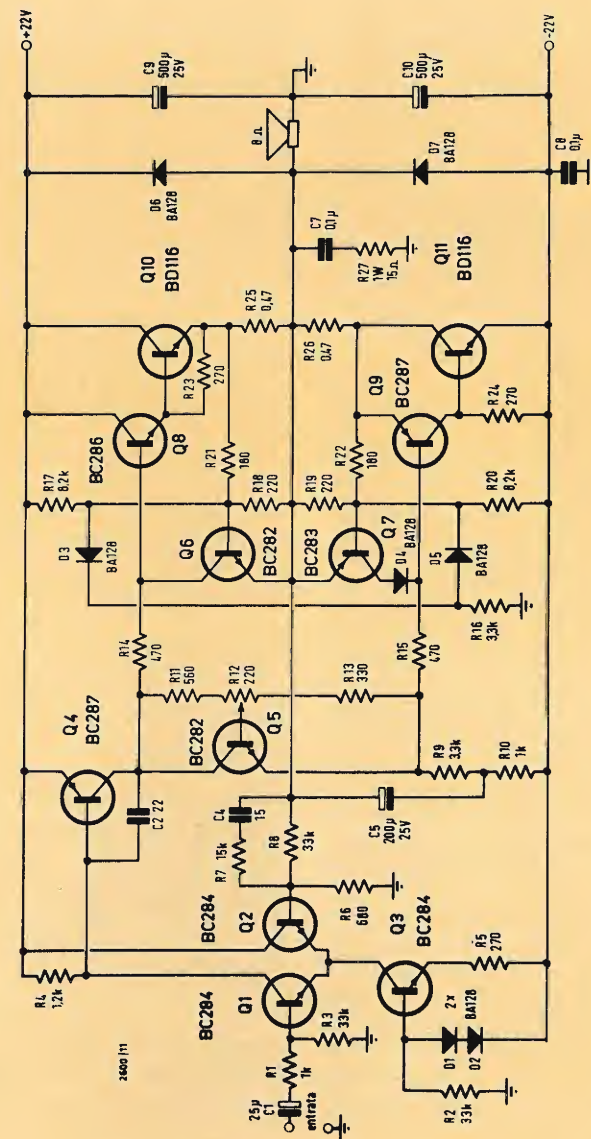 +22V
-22V
C9
500µ
25V
C10
500µ
25V
8 Ω
D6
BA128
D7
BA128
C8
0,1µ
C7
0,1µ
R27
1W
15Ω
Q10
BD116
Q11
BD116
R25
0,47
R26
0,47
R23
270
R24
270
BC286
Q8
Q9
BC287
R21
180
R22
180
R17
8,2k
R18
220
R19
220
R20
8,2k
D3
BA128
Q6
BC282
BC283
Q7
D4
BA128
D5
BA128
R16
3,3k
R14
470
R15
470
R11
560
R12
220
R13
330
Q4
BC287
BC282
Q5
C2 22
R9
3,3k
R10
1k
C4
15
R7
15k
R8
33k
C5
200µ
25V
R6
680
BC284
Q2
Q3
BC284
R4
1,2k
Q1
BC284
R5
270
2600/11
R3
33k
R1
1k
25µ
C1
entrata
R2
33k
D1
D2
2x
BA128